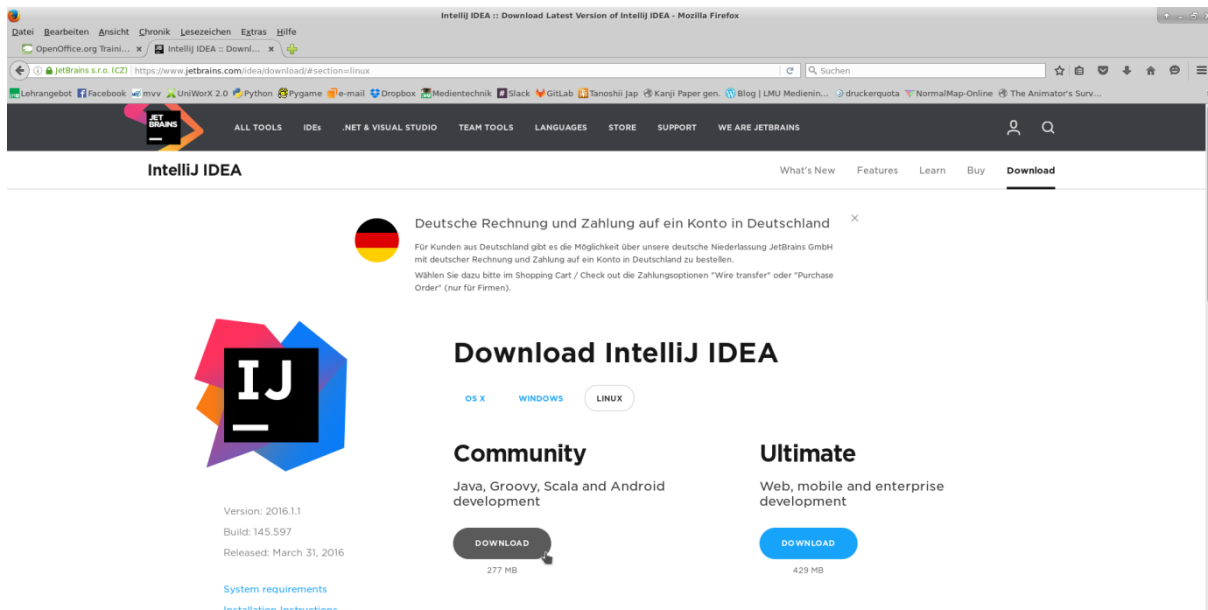 IntelliJ IDEA :: Download Latest Version of IntelliJ IDEA - Mozilla Firefox
Datei Bearbeiten Ansicht Chronik Lesezeichen Extras Hilfe
OpenOffice.org Traini... IntelliJ IDEA :: Downl...
JetBrains s.r.o. (CZ) https://www.jetbrains.com/idea/download/#section=linux Suchen
Lehrangebot Facebook mvv UniWorX 2.0 Python Pygame e-mail Dropbox Medientechnik Slack GitLab Tanoshii Jap Kanji Paper gen. Blog | LMU Medienin... druckerquota NormalMap-Online The Animator's Surv...
JET
BRAINS
ALL TOOLS IDEs .NET & VISUAL STUDIO TEAM TOOLS LANGUAGES STORE SUPPORT WE ARE JETBRAINS
IntelliJ IDEA What's New Features Learn Buy Download
Deutsche Rechnung und Zahlung auf ein Konto in Deutschland
Für Kunden aus Deutschland gibt es die Möglichkeit über unsere deutsche Niederlassung JetBrains GmbH
mit deutscher Rechnung und Zahlung auf ein Konto in Deutschland zu bestellen.
Wählen Sie dazu bitte im Shopping Cart / Check out die Zahlungsoptionen "Wire transfer" oder "Purchase
Order" (nur für Firmen).
IJ
Download IntelliJ IDEA
OS X WINDOWS LINUX
Community
Java, Groovy, Scala and Android
development
DOWNLOAD
277 MB
Ultimate
Web, mobile and enterprise
development
DOWNLOAD
429 MB
Version: 2016.1.1
Build: 145.597
Released: March 31, 2016
System requirements
Installation Instructions